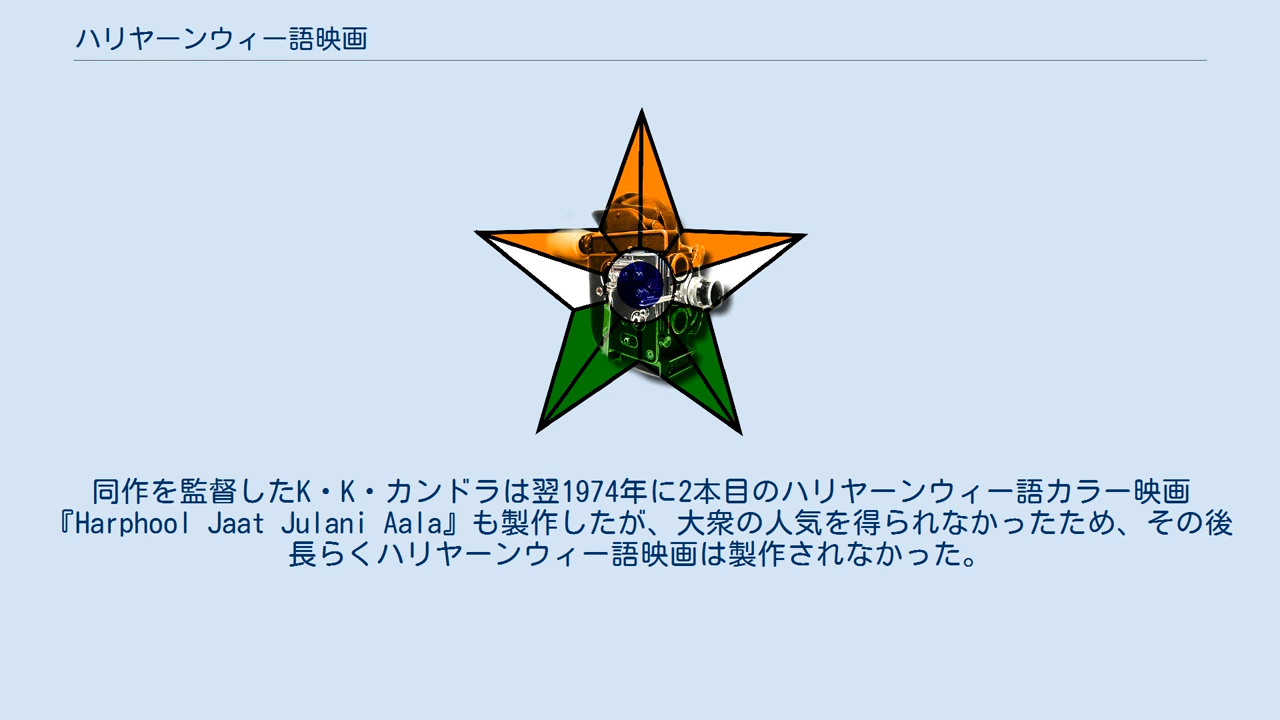 ハリヤーンウィー語映画
同作を監督したK・K・カンドラは翌1974年に2本目のハリヤーンウィー語カラー映画
『Harphool Jaat Julani Aala』も製作したが、大衆の人気を得られなかったため、その後
長らくハリヤーンウィー語映画は製作されなかった。